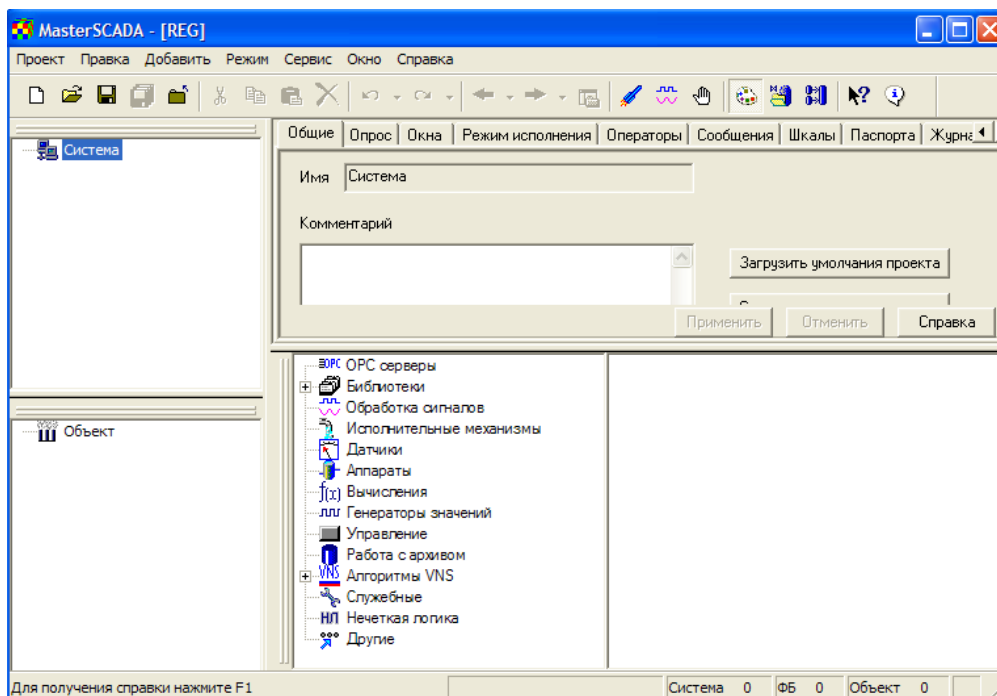 MasterSCADA - [REG]
Проект Правка Добавить Режим Сервис Окно Справка
Система
Общие Опрос Окна Режим исполнения Операторы Сообщения Шкалы Паспорта
Имя Система
Комментарий
Загрузить умолчания проекта
Применить Отменить Справка
OPC OPC серверы
Библиотеки
Обработка сигналов
Исполнительные механизмы
Датчики
Аппараты
f(x) Вычисления
Генераторы значений
Управление
Работа с архивом
VNS Алгоритмы VNS
Служебные
НЛ Нечеткая логика
Другие
Объект
Для получения справки нажмите F1
Система 0 ФБ 0 Объект 0